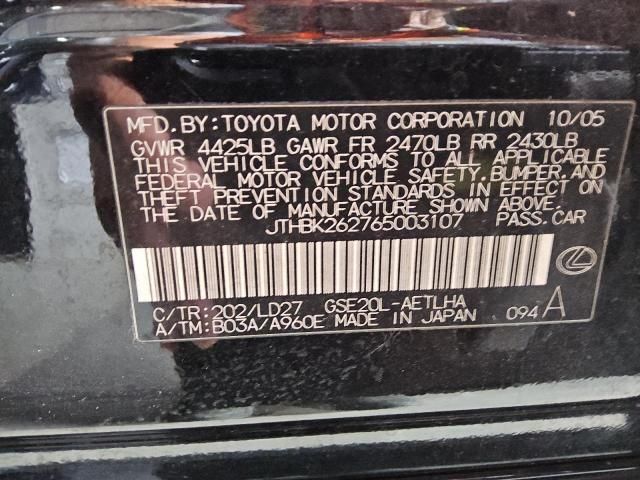 MFD. BY: TOYOTA MOTOR CORPORATION 10/05
GVWR 4425LB GAWR FR 2470LB RR 2430LB
THIS VEHICLE CONFORMS TO ALL APPLICABLE
FEDERAL MOTOR VEHICLE SAFETY, BUMPER, AND
THEFT PREVENTION STANDARDS IN EFFECT ON
THE DATE OF MANUFACTURE SHOWN ABOVE.
JTHBK262765003107 PASS. CAR
C/TR: 202/LD27 GSE20L-AETLHA
A/TM: B03A/A960E MADE IN JAPAN 094 A